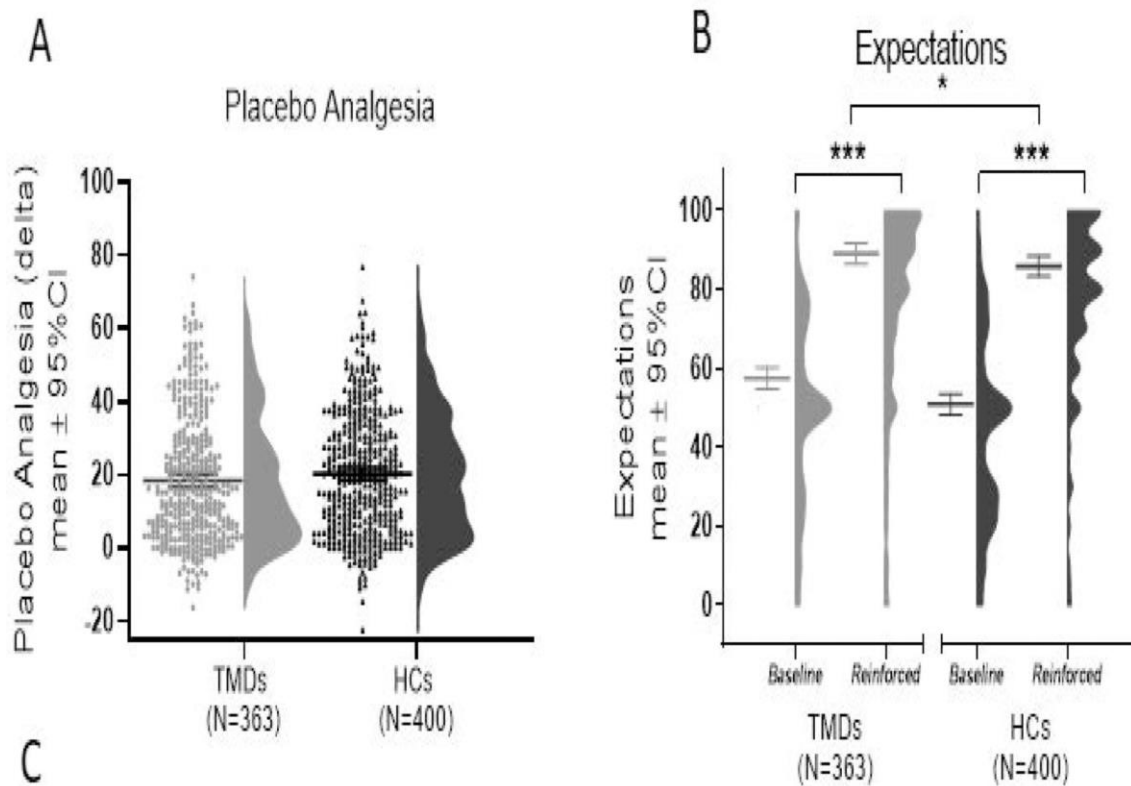 A
Placebo Analgesia
Placebo Analgesia (delta)
mean ± 95%CI
100
80
60
40
20
0
-20
TMDs
(N=363)
HCs
(N=400)
B
Expectations
*
***
***
Expectations
mean ± 95%CI
100
80
60
40
20
0
Baseline
Reinforced
Baseline
Reinforced
TMDs
(N=363)
HCs
(N=400)
C